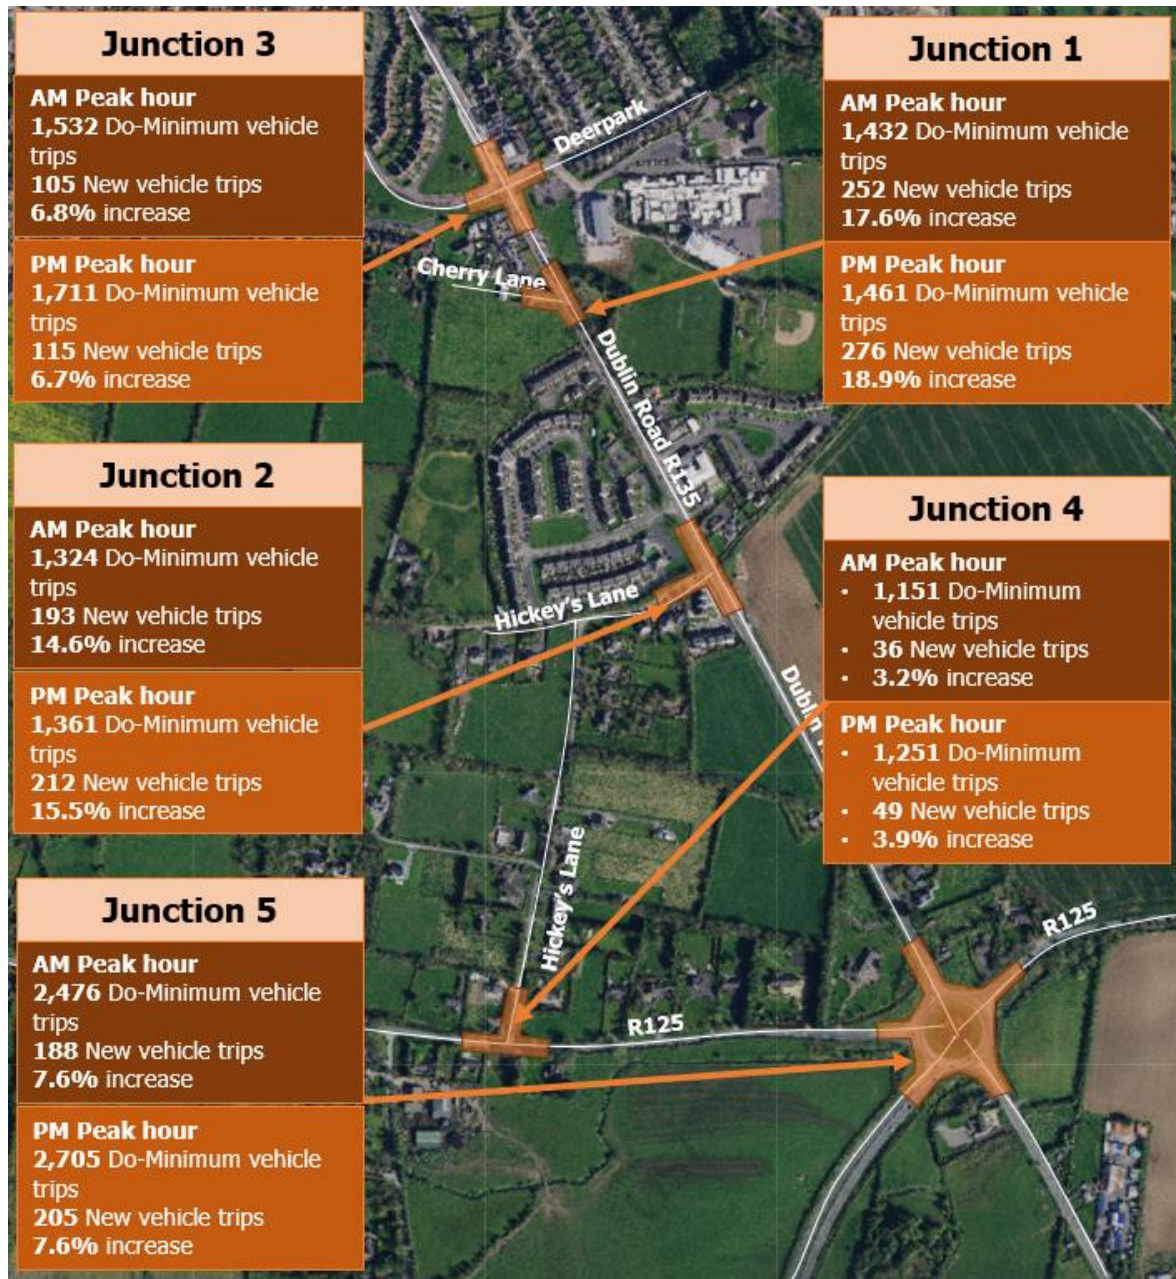 Junction 3
AM Peak hour
1,532 Do-Minimum vehicle
trips
105 New vehicle trips
6.8% increase
PM Peak hour
1,711 Do-Minimum vehicle
trips
115 New vehicle trips
6.7% increase
Junction 1
AM Peak hour
1,432 Do-Minimum vehicle
trips
252 New vehicle trips
17.6% increase
PM Peak hour
1,461 Do-Minimum vehicle
trips
276 New vehicle trips
18.9% increase
Deerpark
Cherry Lane
Dublin Road R135
Junction 2
AM Peak hour
1,324 Do-Minimum vehicle
trips
193 New vehicle trips
14.6% increase
PM Peak hour
1,361 Do-Minimum vehicle
trips
212 New vehicle trips
15.5% increase
Hickey's Lane
Dublin
Junction 4
AM Peak hour
• 1,151 Do-Minimum
vehicle trips
• 36 New vehicle trips
• 3.2% increase
PM Peak hour
• 1,251 Do-Minimum
vehicle trips
• 49 New vehicle trips
• 3.9% increase
Hickey's Lane
R125
R125
Junction 5
AM Peak hour
2,476 Do-Minimum vehicle
trips
188 New vehicle trips
7.6% increase
PM Peak hour
2,705 Do-Minimum vehicle
trips
205 New vehicle trips
7.6% increase